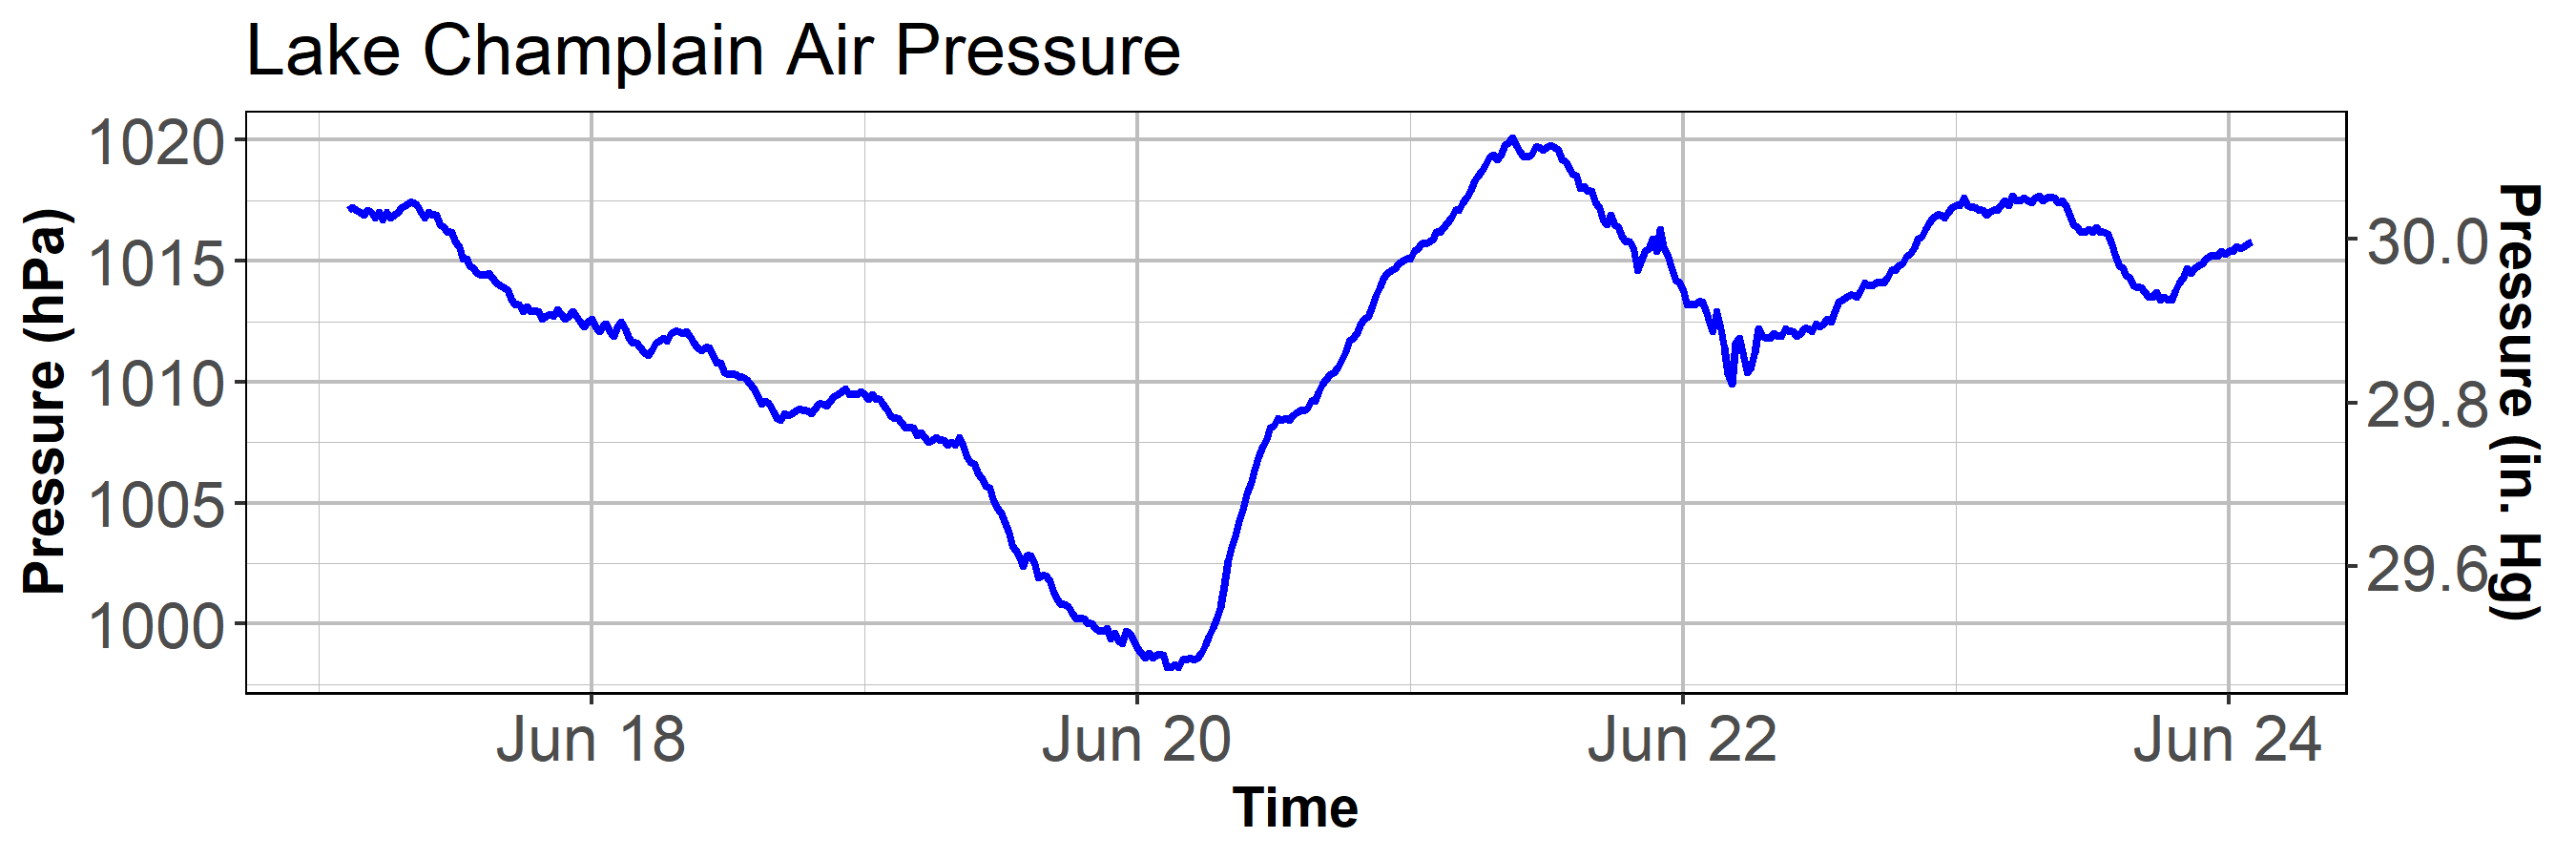 Lake Champlain Air Pressure
Pressure (hPa)
1020
1015
1010
1005
1000
30.0
29.8
29.6
Pressure (in. Hg)
Jun 18 Jun 20 Jun 22 Jun 24
Time